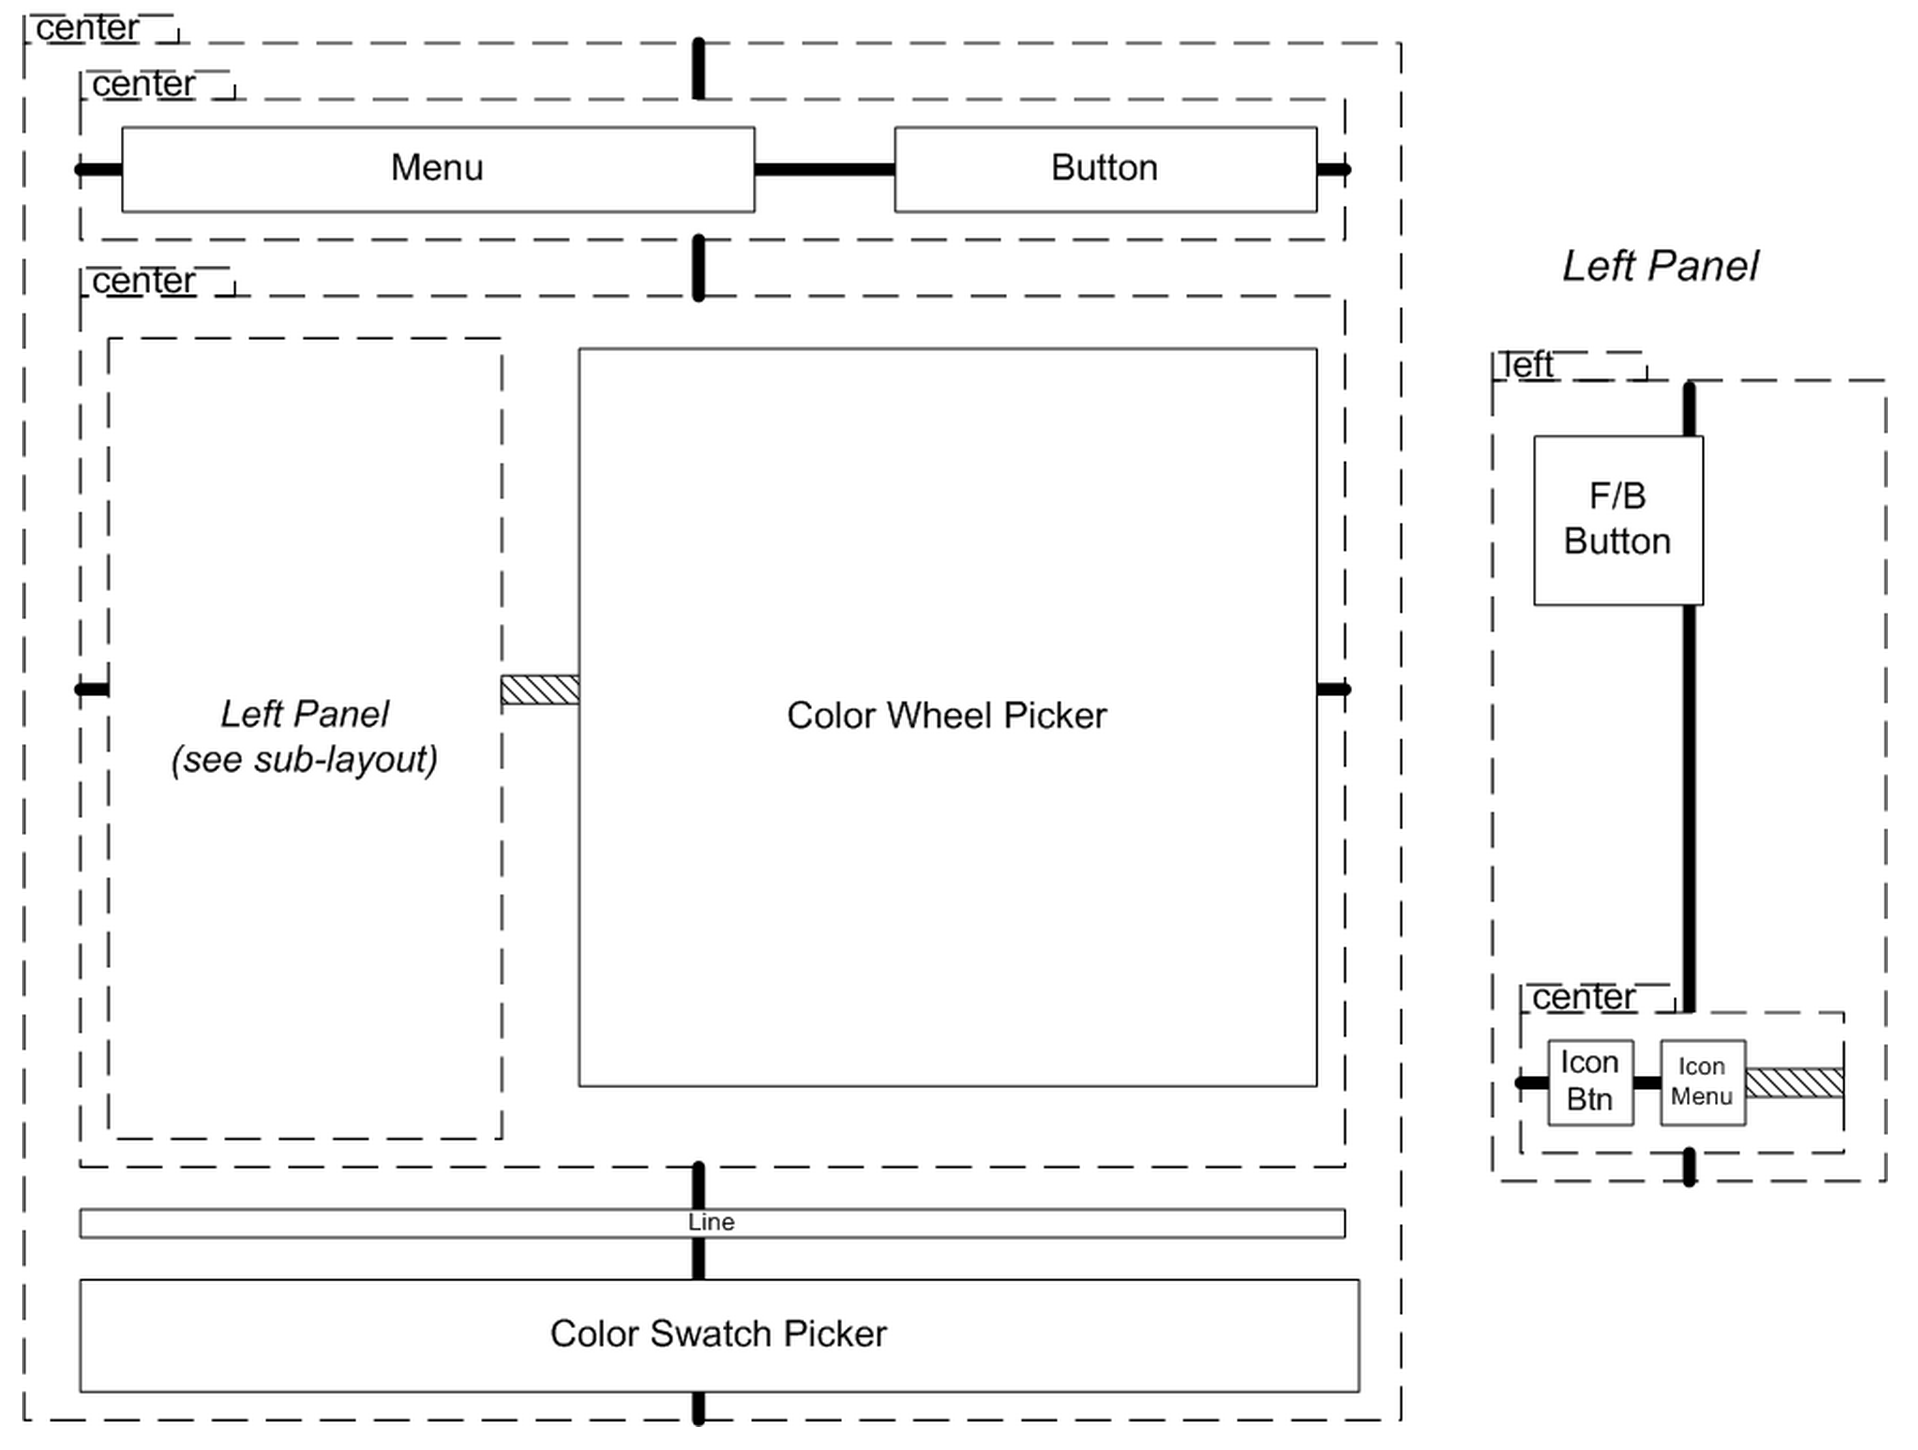 center
center
Menu
Button
center
Left Panel
(see sub-layout)
Color Wheel Picker
Line
Color Swatch Picker
Left Panel
left
F/B
Button
center
Icon
Btn
Icon
Menu